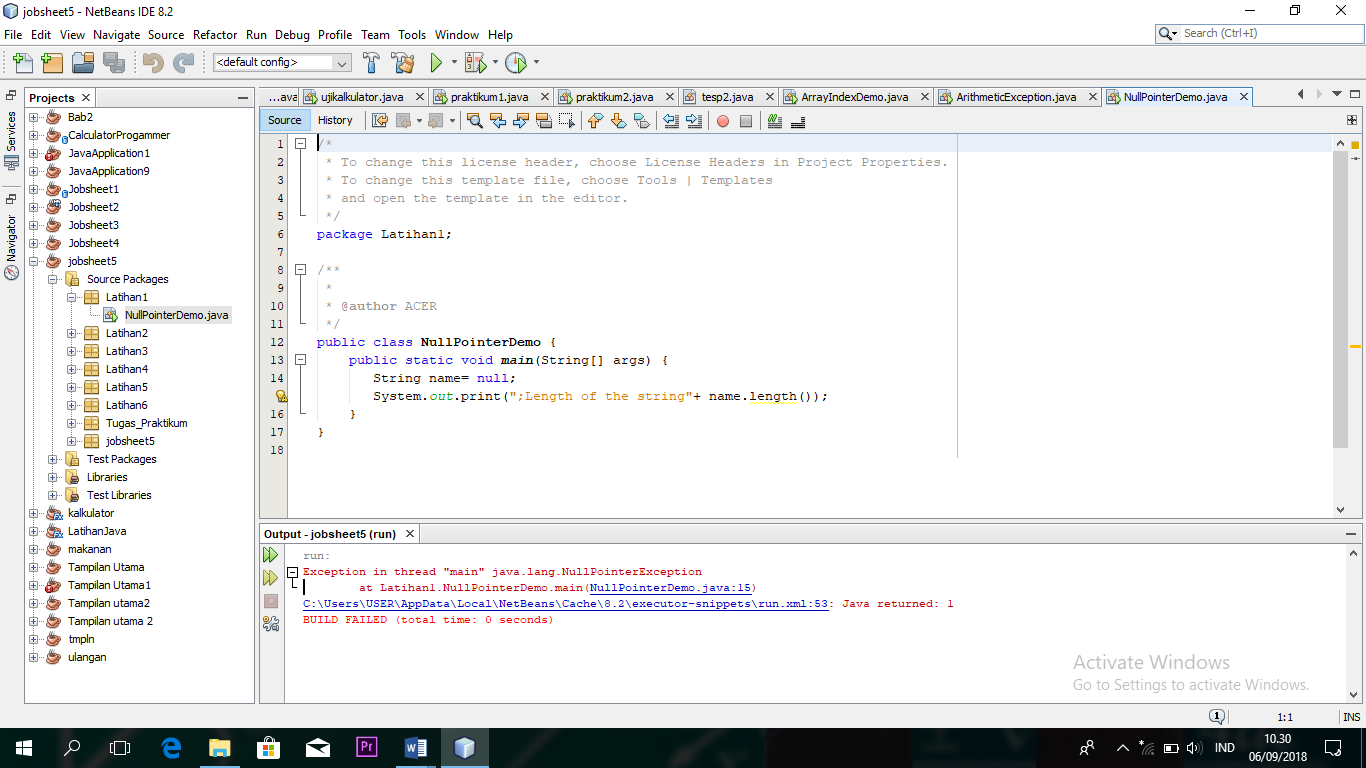 jobsheet5 - NetBeans IDE 8.2
File Edit View Navigate Source Refactor Run Debug Profile Team Tools Window Help
Search (Ctrl+I)
<default config>
Services
Navigator
Projects
Bab2
CalculatorProgammer
JavaApplication1
JavaApplication9
Jobsheet1
Jobsheet2
Jobsheet3
Jobsheet4
jobsheet5
Source Packages
Latihan1
NullPointerDemo.java
Latihan2
Latihan3
Latihan4
Latihan5
Latihan6
Tugas_Praktikum
jobsheet5
Test Packages
Libraries
Test Libraries
kalkulator
LatihanJava
makanan
Tampilan Utama
Tampilan Utama1
Tampilan utama2
Tampilan utama 2
tmpln
ulangan
...ava ujikalkulator.java praktikum1.java praktikum2.java tesp2.java ArrayIndexDemo.java ArithmeticException.java NullPointerDemo.java
Source History
1 /*
2 * To change this license header, choose License Headers in Project Properties.
3 * To change this template file, choose Tools | Templates
4 * and open the template in the editor.
5 */
6 package Latihan1;
7
8 /**
9 *
10 * @author ACER
11 */
12 public class NullPointerDemo {
13 public static void main(String[] args) {
14 String name= null;
System.out.print(";Length of the string"+ name.length());
16 }
17 }
18
Output - jobsheet5 (run)
run:
Exception in thread "main" java.lang.NullPointerException
at Latihan1.NullPointerDemo.main(NullPointerDemo.java:15)
C:\Users\USER\AppData\Local\NetBeans\Cache\8.2\executor-snippets\run.xml:53: Java returned: 1
BUILD FAILED (total time: 0 seconds)
Activate Windows
Go to Settings to activate Windows.
1 1:1 INS
Pr
IND
10.30
06/09/2018